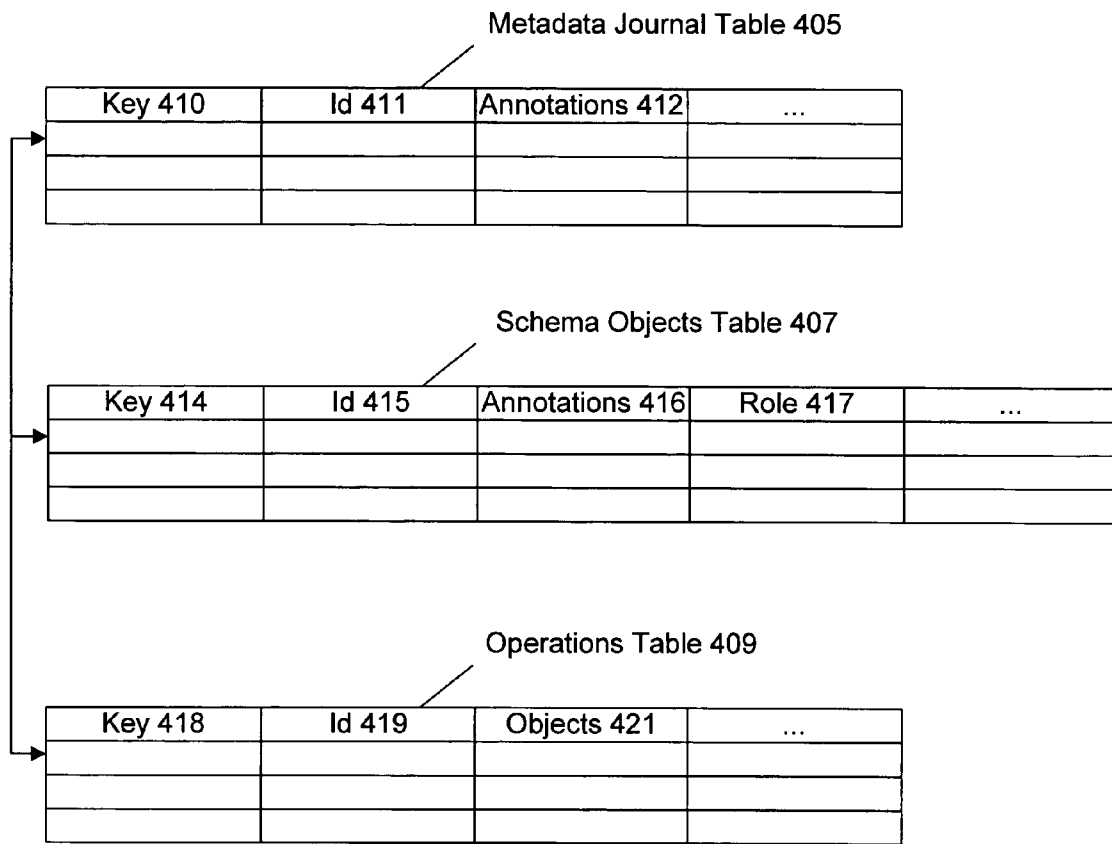 Metadata Journal Table 405
Key 410 Id 411 Annotations 412 ...
Schema Objects Table 407
Key 414 Id 415 Annotations 416 Role 417 ...
Operations Table 409
Key 418 Id 419 Objects 421 ...